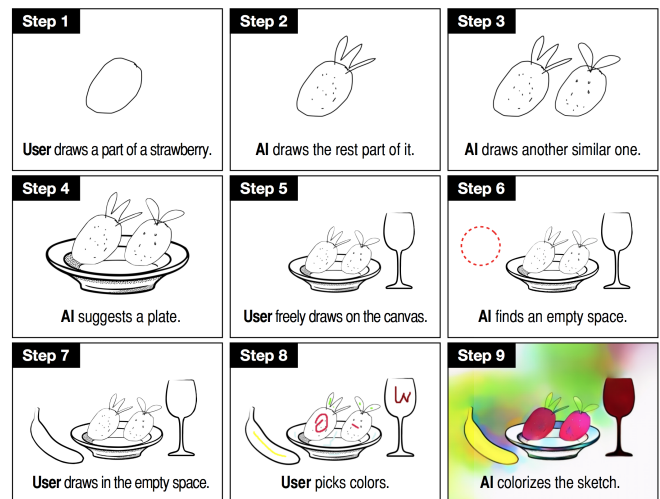 Step 1
User draws a part of a strawberry.
Step 2
AI draws the rest part of it.
Step 3
AI draws another similar one.
Step 4
AI suggests a plate.
Step 5
User freely draws on the canvas.
Step 6
AI finds an empty space.
Step 7
User draws in the empty space.
Step 8
User picks colors.
Step 9
AI colorizes the sketch.